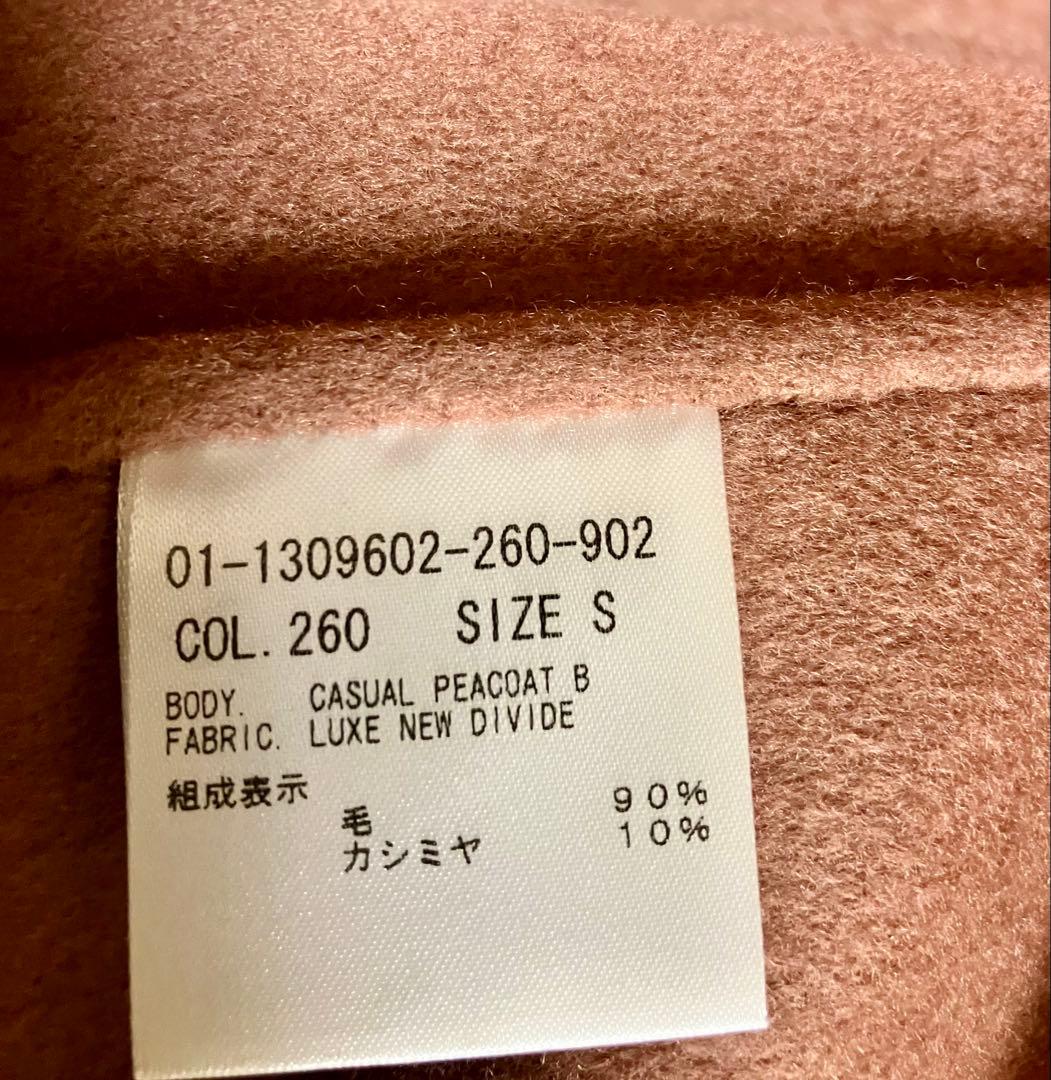 01-1309602-260-902
COL. 260 SIZE S
BODY. CASUAL PEACOAT B
FABRIC. LUXE NEW DIVIDE
組成表示
毛 90%
カシミヤ 10%